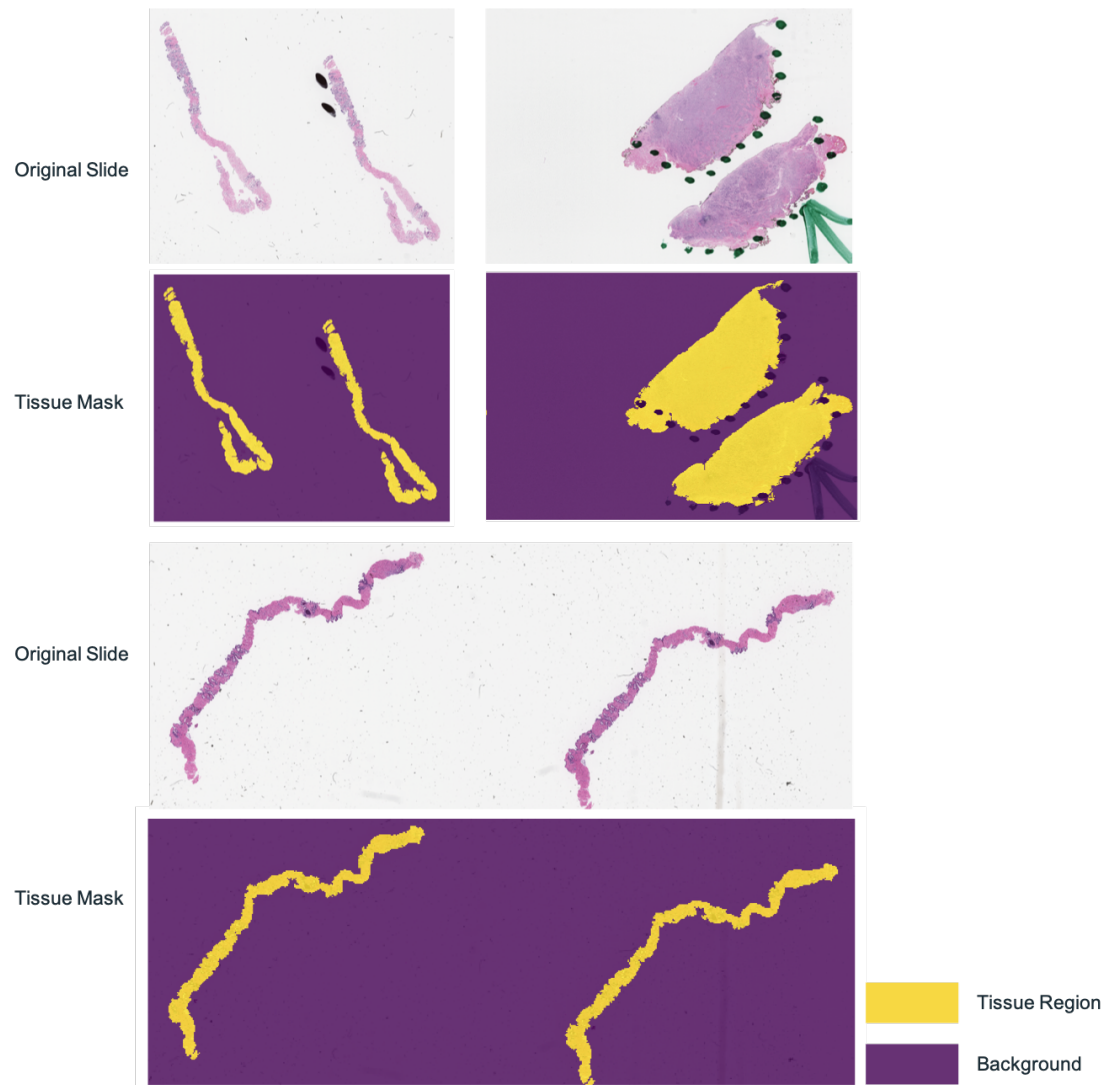 Original Slide
Tissue Mask
Original Slide
Tissue Mask
Tissue Region
Background